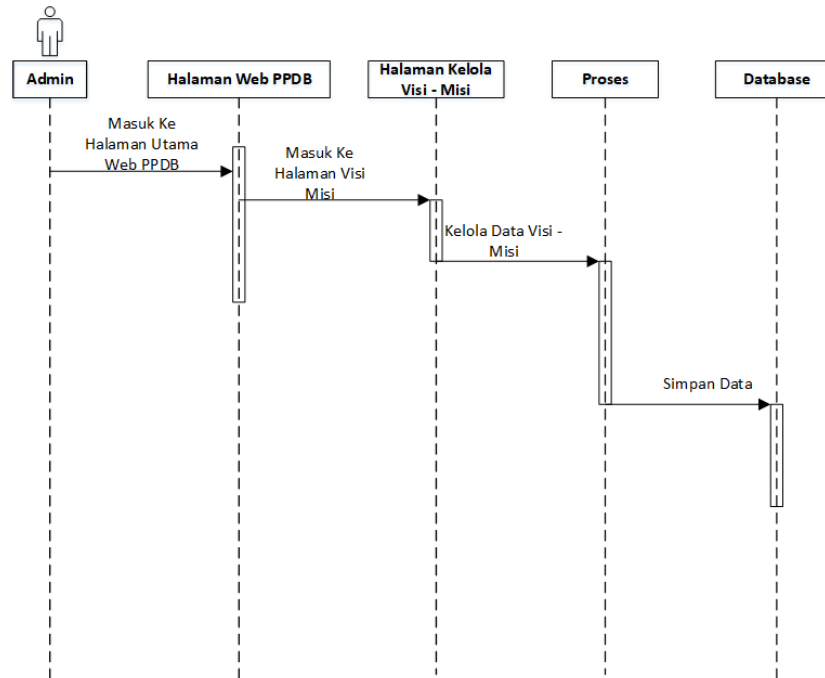 Admin
Halaman Web PPDB
Halaman Kelola
Visi - Misi
Proses
Database
Masuk Ke
Halaman Utama
Web PPDB
Masuk Ke
Halaman Visi
Misi
Kelola Data Visi -
Misi
Simpan Data